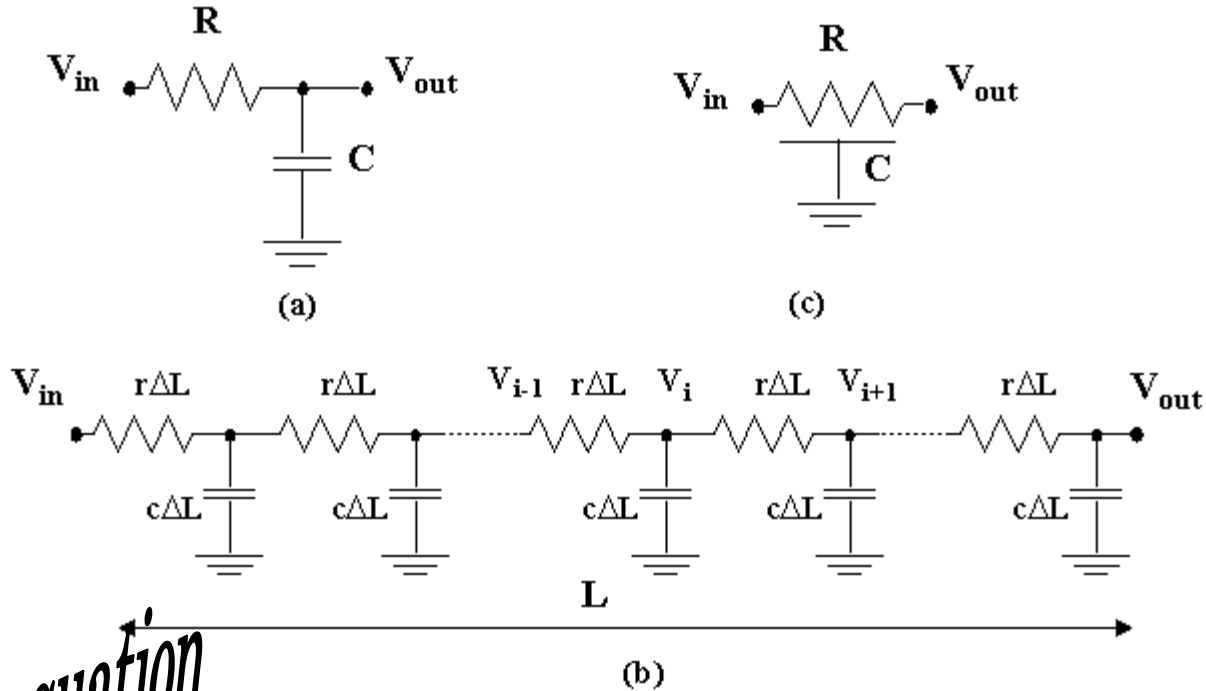 R
V_in V_out
C
(a)
R
V_in V_out
C
(c)
V_in rΔL rΔL V_i-1 rΔL V_i rΔL V_i+1 rΔL V_out
cΔL cΔL cΔL cΔL cΔL
L
(b)